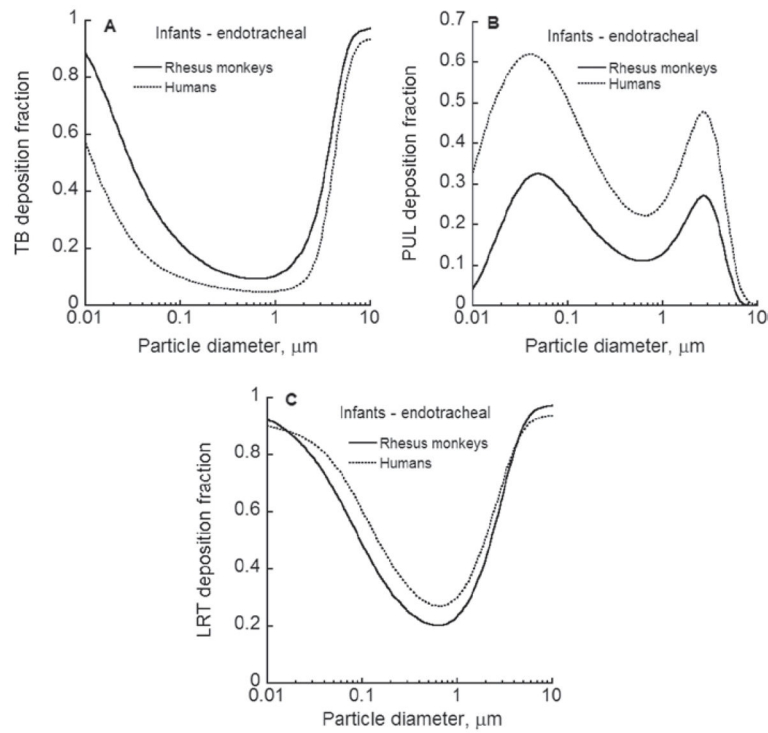 A
Infants - endotracheal
Rhesus monkeys
Humans
TB deposition fraction
1
0.8
0.6
0.4
0.2
0
0.01
0.1
1
10
Particle diameter, μm
B
Infants - endotracheal
Rhesus monkeys
Humans
PUL deposition fraction
0.7
0.6
0.5
0.4
0.3
0.2
0.1
0
0.01
0.1
1
10
Particle diameter, μm
C
Infants - endotracheal
Rhesus monkeys
Humans
LRT deposition fraction
1
0.8
0.6
0.4
0.2
0
0.01
0.1
1
10
Particle diameter, μm